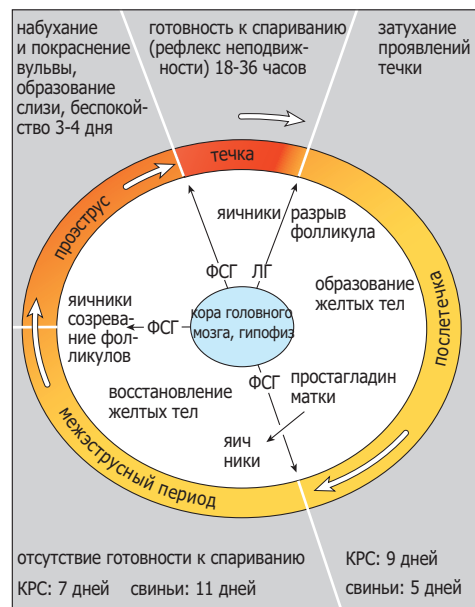 набухание
и покраснение
вульвы,
образование
слизи, беспокой-
ство 3-4 дня
готовность к спариванию
(рефлекс неподвиж-
ности) 18-36 часов
затухание
проявлений
течки
течка
проэструс
послетечка
межэструсный период
яичники
разрыв
фолликула
ФСГ ЛГ
образование
желтых тел
кора головного
мозга, гипофиз
яичники
созрева-
ние фол-
ликулов
ФСГ
ФСГ
простагладин
матки
восстановление
желтых тел
яич
ники
отсутствие готовности к спариванию
КРС: 7 дней свиньи: 11 дней
КРС: 9 дней
свиньи: 5 дней